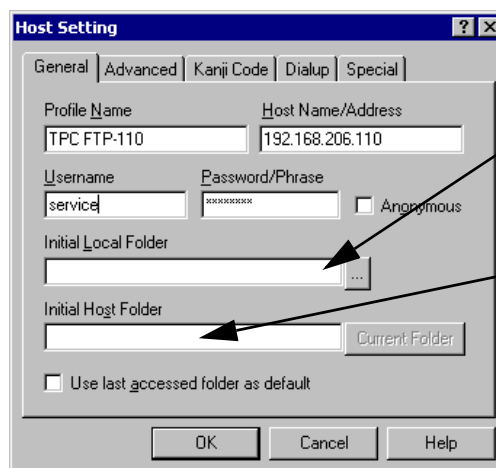 Host Setting
General Advanced Kanji Code Dialup Special
Profile Name Host Name/Address
TPC FTP-110 192.168.206.110
Username Password/Phrase
service ******** Anonymous
Initial Local Folder
...
Initial Host Folder
Current Folder
Use last accessed folder as default
OK Cancel Help